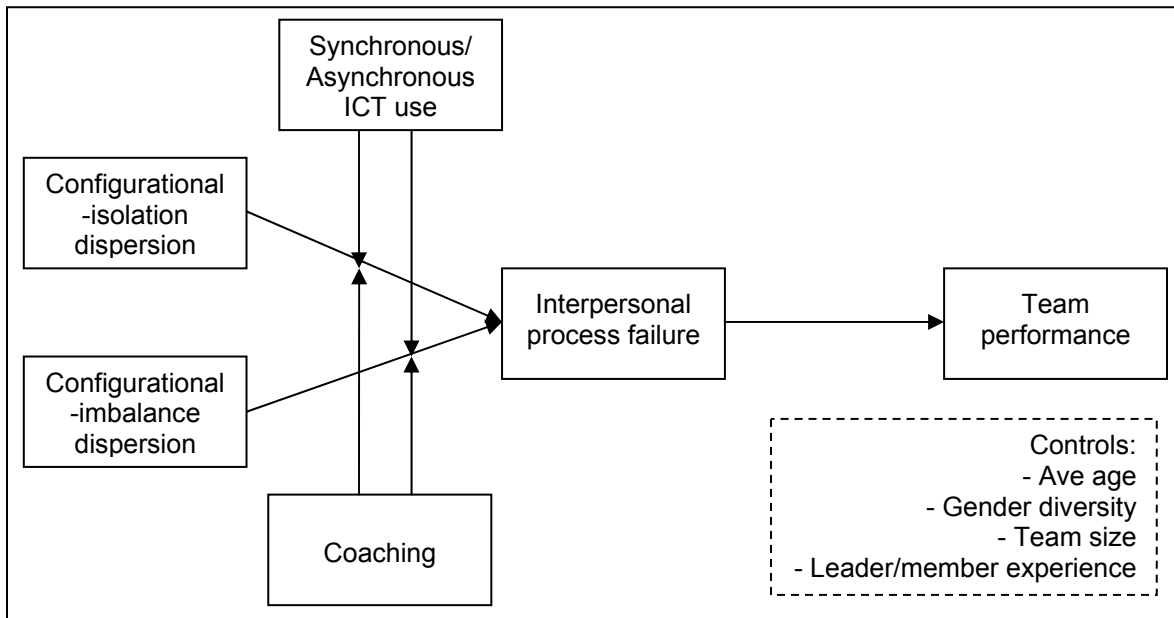 Synchronous/
Asynchronous
ICT use
Configurational
-isolation
dispersion
Interpersonal
process failure
Team
performance
Configurational
-imbalance
dispersion
Coaching
Controls:
- Ave age
- Gender diversity
- Team size
- Leader/member experience